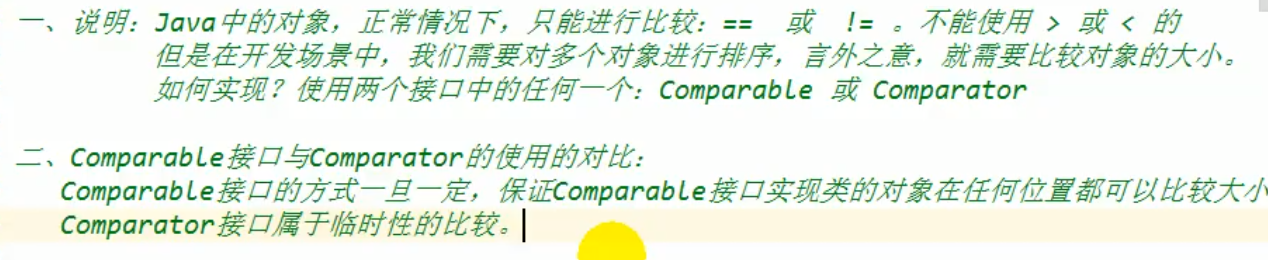 一、说明：Java中的对象，正常情况下，只能进行比较：== 或 != 。不能使用 > 或 < 的
但是在开发场景中，我们需要对多个对象进行排序，言外之意，就需要比较对象的大小。
如何实现？使用两个接口中的任何一个：Comparable 或 Comparator
二、Comparable接口与Comparator的使用的对比：
Comparable接口的方式一旦一定，保证Comparable接口实现类的对象在任何位置都可以比较大小
Comparator接口属于临时性的比较。